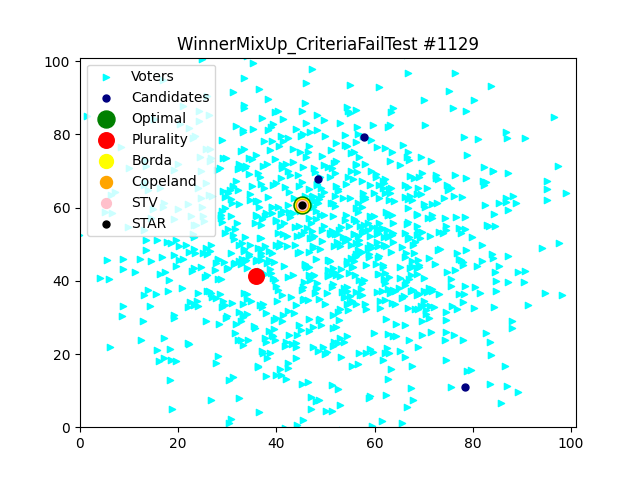 WinnerMixUp_CriteriaFailTest #1129
100
80
60
40
20
0
Voters
Candidates
Optimal
Plurality
Borda
Copeland
STV
STAR
0 20 40 60 80 100